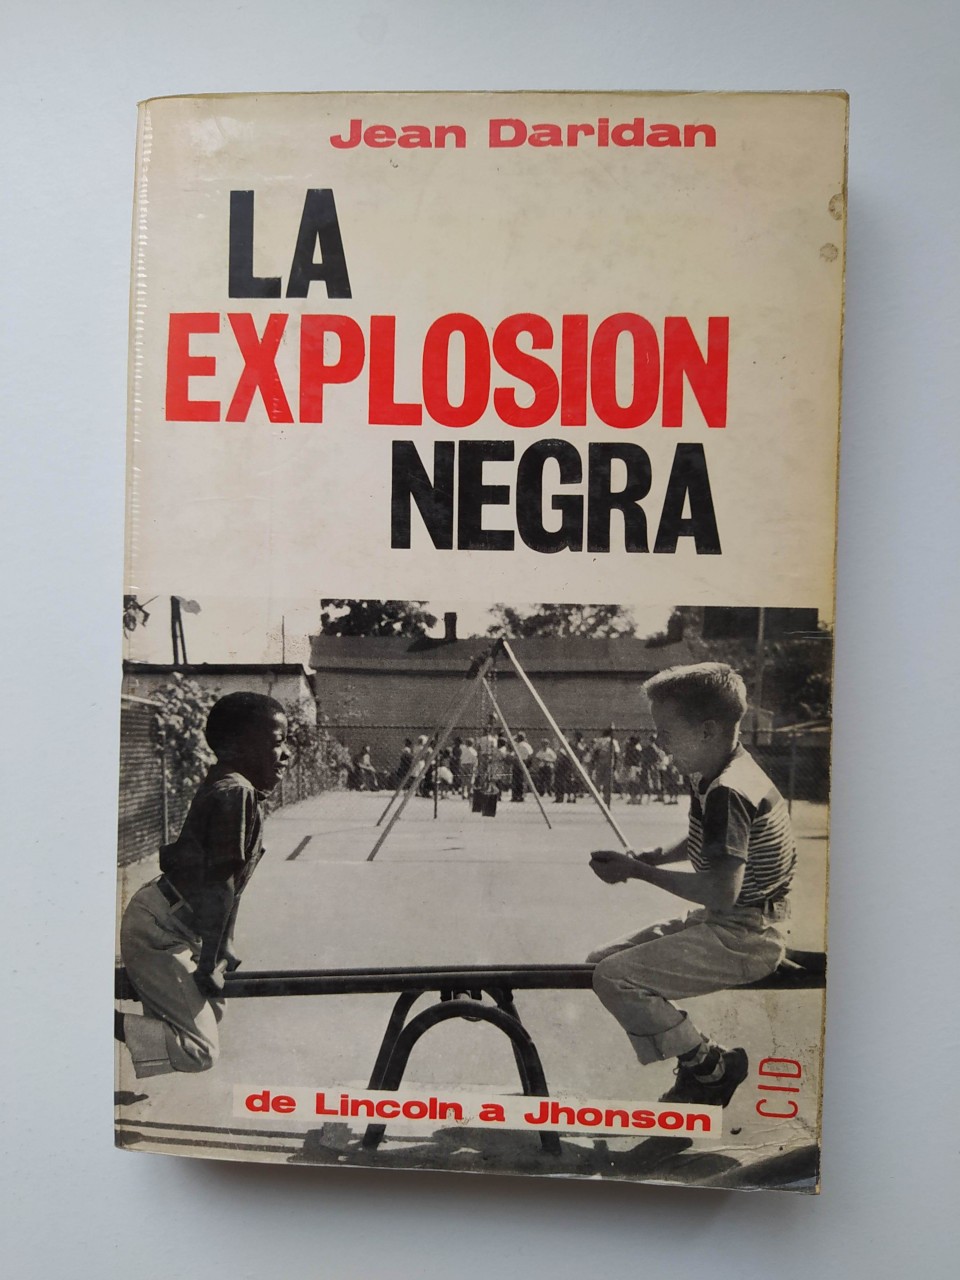 Jean Daridan
LA
EXPLOSION
NEGRA
de Lincoln a Jhonson
CID